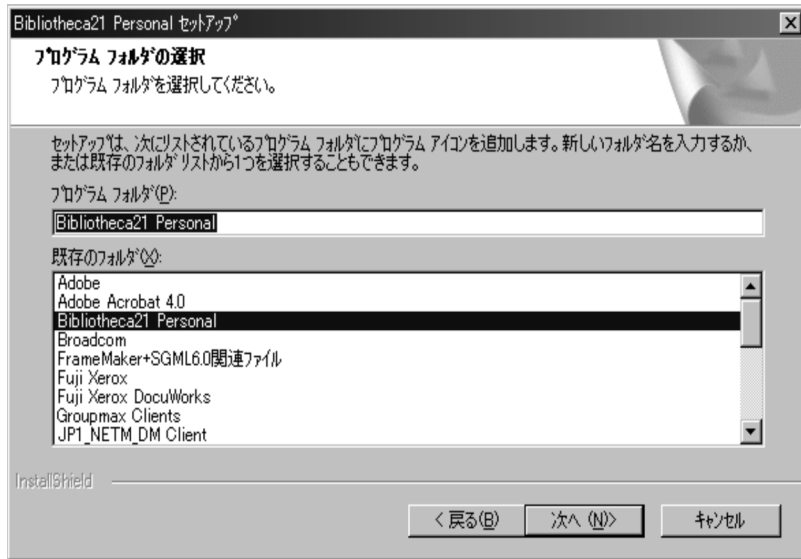 Bibliotheca21 Personal ｾｯﾄｱｯﾌﾟ
ﾌﾟﾛｸﾞﾗﾑ ﾌｫﾙﾀﾞの選択
ﾌﾟﾛｸﾞﾗﾑ ﾌｫﾙﾀﾞを選択してください。
ｾｯﾄｱｯﾌﾟは、次にﾘｽﾄされているﾌﾟﾛｸﾞﾗﾑ ﾌｫﾙﾀﾞにﾌﾟﾛｸﾞﾗﾑ ｱｲｺﾝを追加します。新しいﾌｫﾙﾀﾞ名を入力するか、
または既存のﾌｫﾙﾀﾞ ﾘｽﾄから1つを選択することもできます。
ﾌﾟﾛｸﾞﾗﾑ ﾌｫﾙﾀﾞ(P):
Bibliotheca21 Personal
既存のﾌｫﾙﾀﾞ(X):
Adobe
Adobe Acrobat 4.0
Bibliotheca21 Personal
Broadcom
FrameMaker+SGML6.0関連ﾌｧｲﾙ
Fuji Xerox
Fuji Xerox DocuWorks
Groupmax Clients
JP1_NETM_DM Client
InstallShield
< 戻る(B)
次へ (N)>
ｷｬﾝｾﾙ